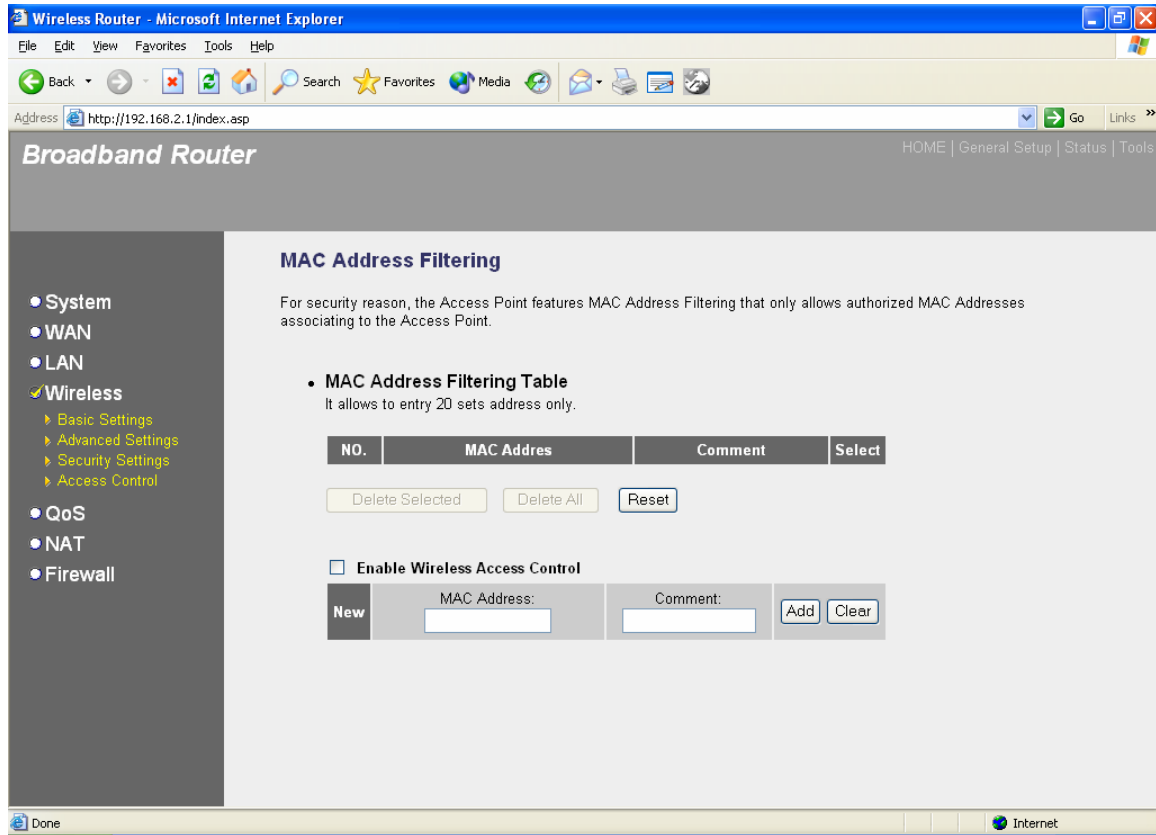 Wireless Router - Microsoft Internet Explorer
File Edit View Favorites Tools Help
Back Search Favorites Media
Address http://192.168.2.1/index.asp Go Links »
Broadband Router
HOME | General Setup | Status | Tools
System
WAN
LAN
Wireless
Basic Settings
Advanced Settings
Security Settings
Access Control
QoS
NAT
Firewall
MAC Address Filtering
For security reason, the Access Point features MAC Address Filtering that only allows authorized MAC Addresses
associating to the Access Point.
• MAC Address Filtering Table
It allows to entry 20 sets address only.
NO. MAC Addres Comment Select
Delete Selected Delete All Reset
Enable Wireless Access Control
New MAC Address: Comment: Add Clear
Done Internet